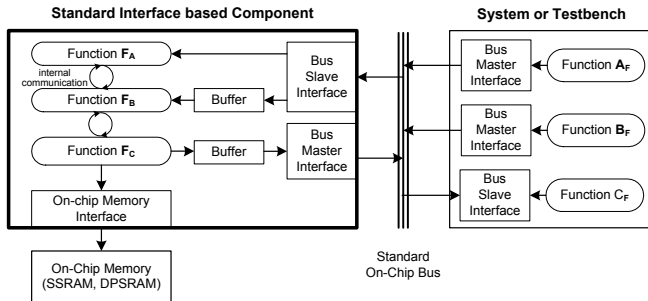 Standard Interface based Component
System or Testbench
Function FA
internal
communication
Function FB
Buffer
Bus
Slave
Interface
Function FC
Buffer
Bus
Master
Interface
On-chip Memory
Interface
On-Chip Memory
(SSRAM, DPSRAM)
Standard
On-Chip Bus
Bus
Master
Interface
Function AF
Bus
Master
Interface
Function BF
Bus
Slave
Interface
Function CF